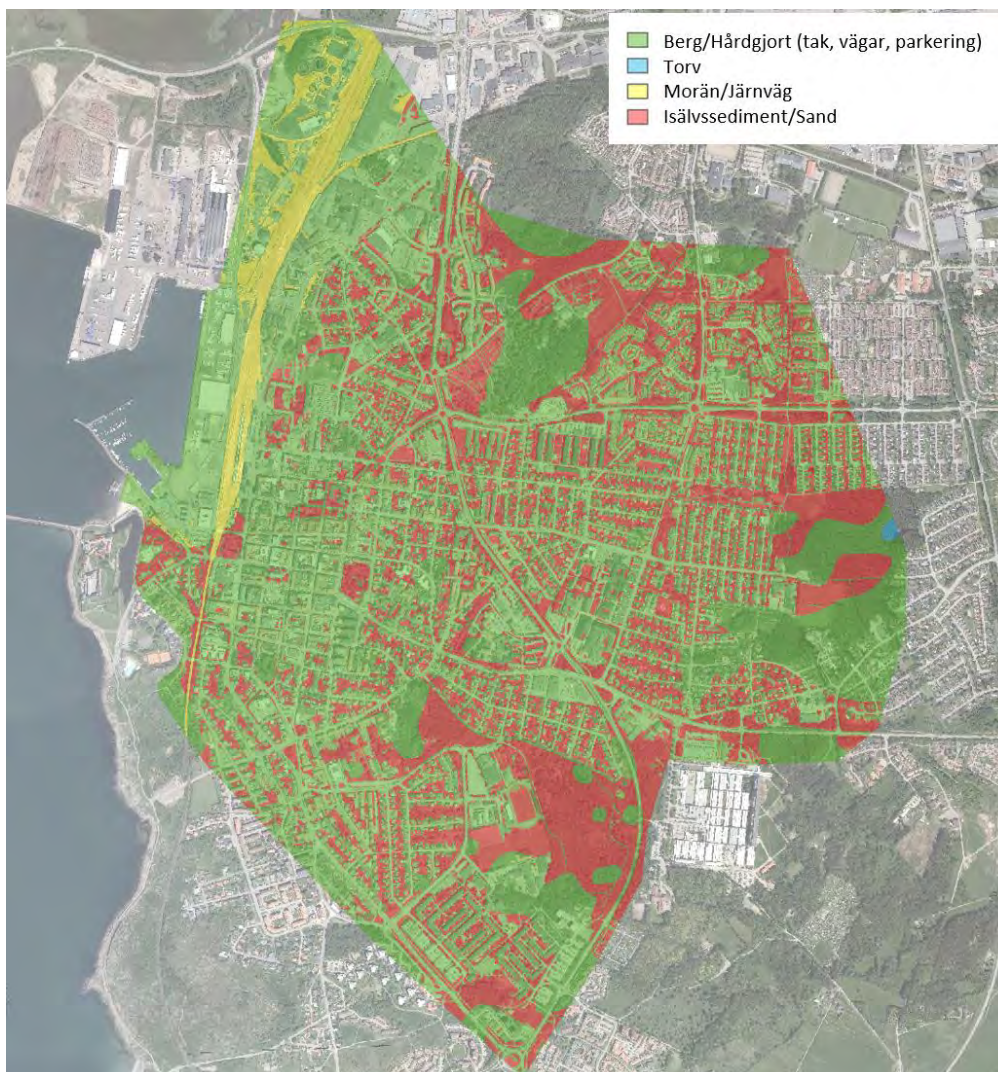 Berg/Hårdgjort (tak, vägar, parkering)
Torv
Morän/Järnväg
Isälvssediment/Sand